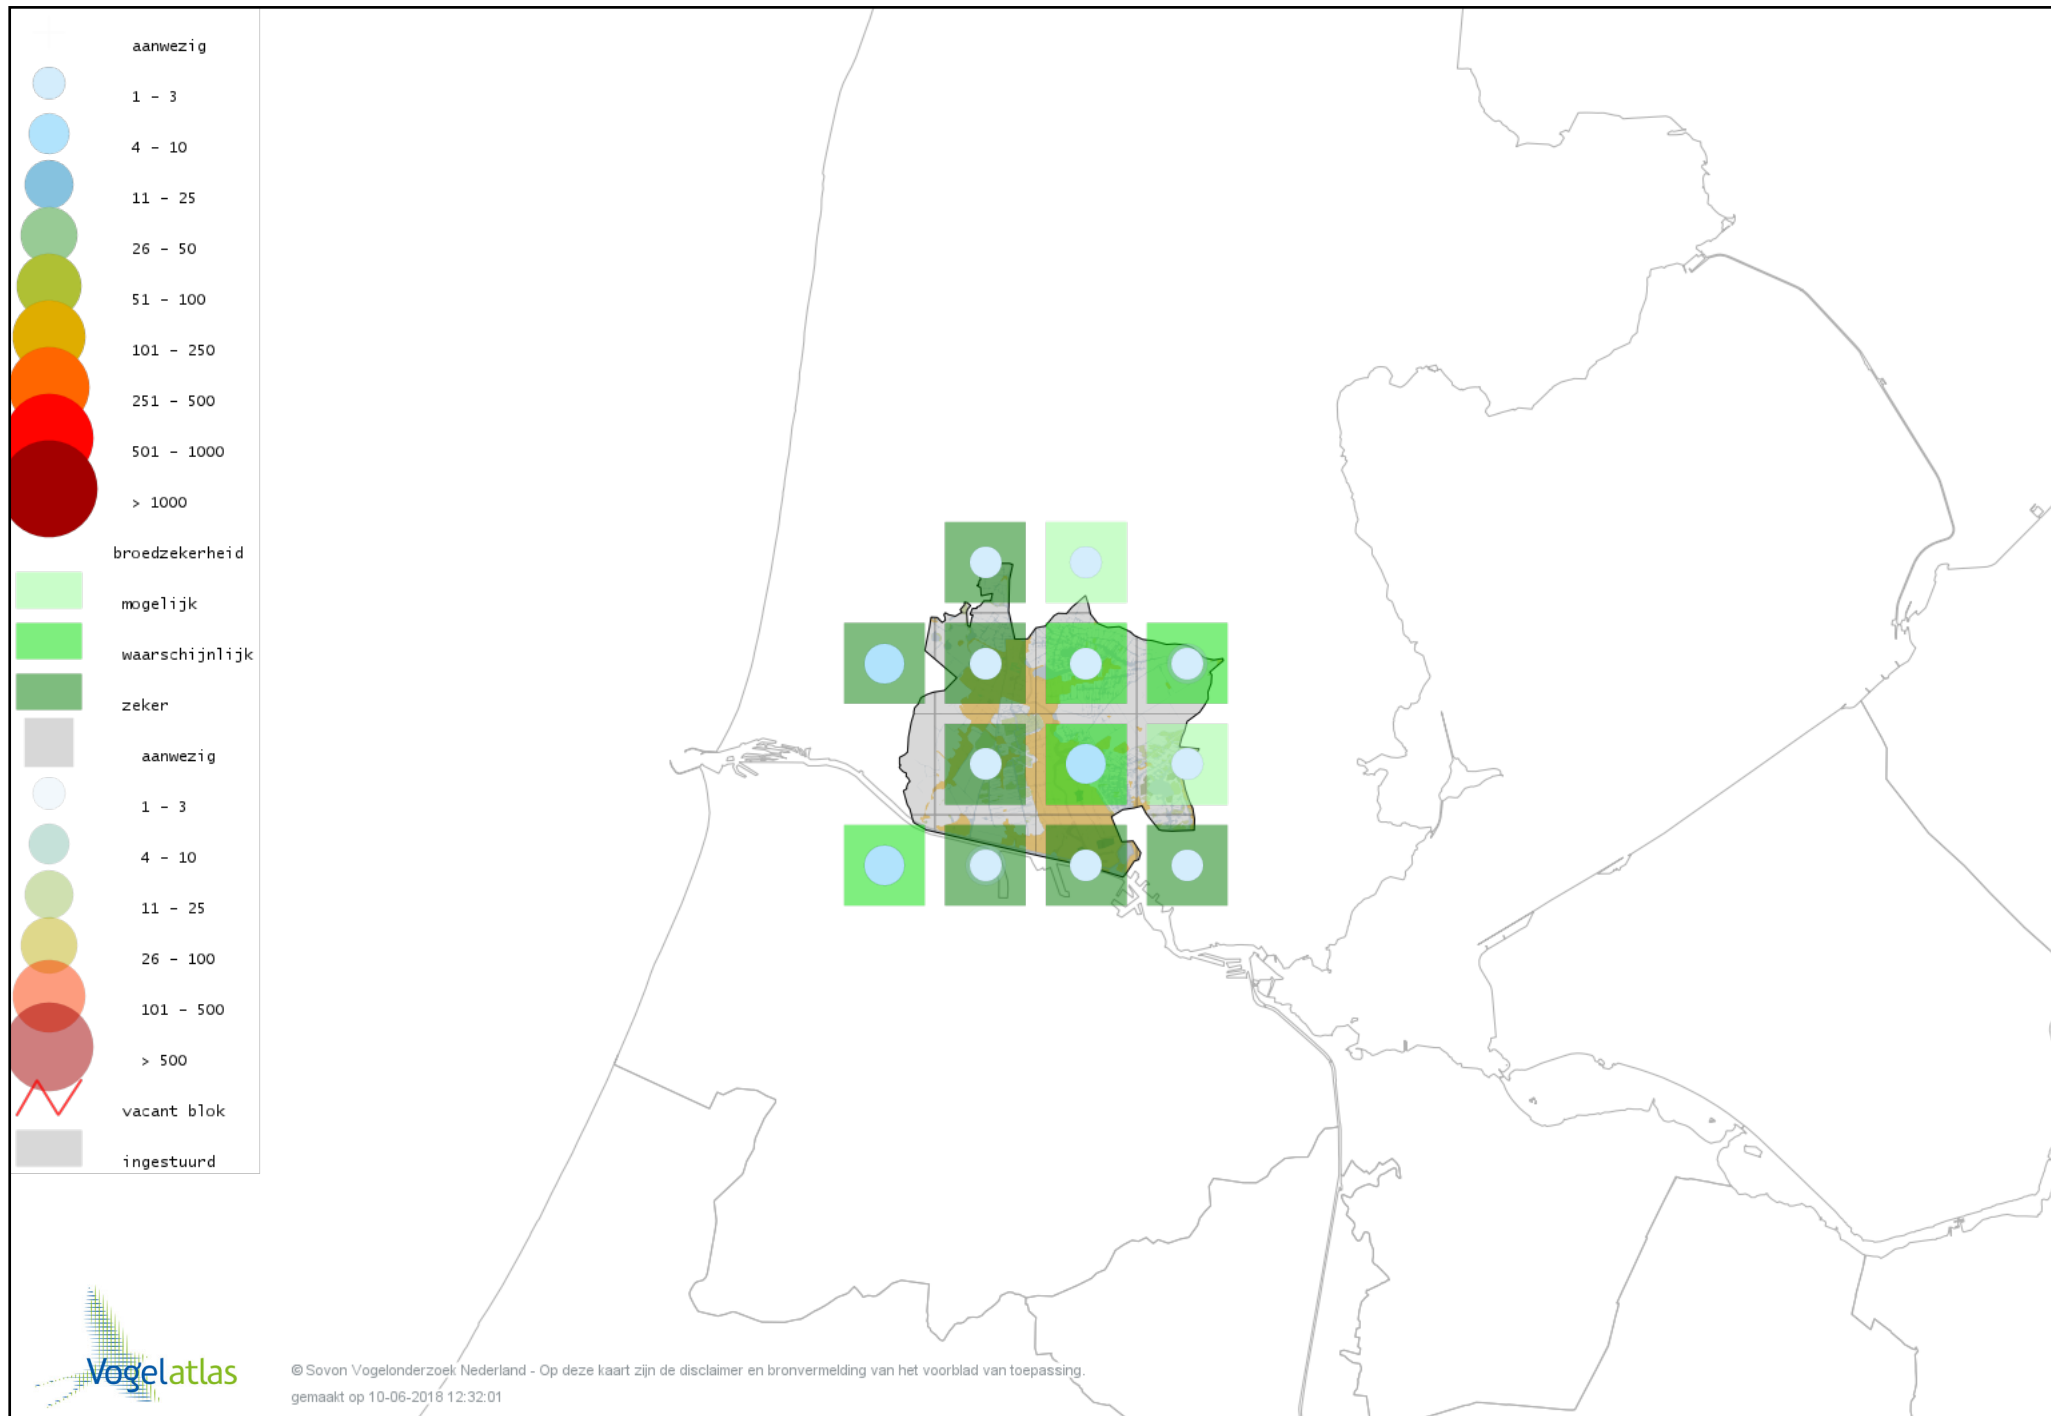 aanwezig
1 - 3
4 - 10
11 - 25
26 - 50
51 - 100
101 - 250
251 - 500
501 - 1000
> 1000
broedzekerheid
mogelijk
waarschijnlijk
zeker
aanwezig
1 - 3
4 - 10
11 - 25
26 - 100
101 - 500
> 500
vacant blok
ingestuurd
Vogelatlas
© Sovon Vogelonderzoek Nederland - Op deze kaart zijn de disclaimer en bronvermelding van het voorblad van toepassing.
gemaakt op 10-06-2018 12:32:01